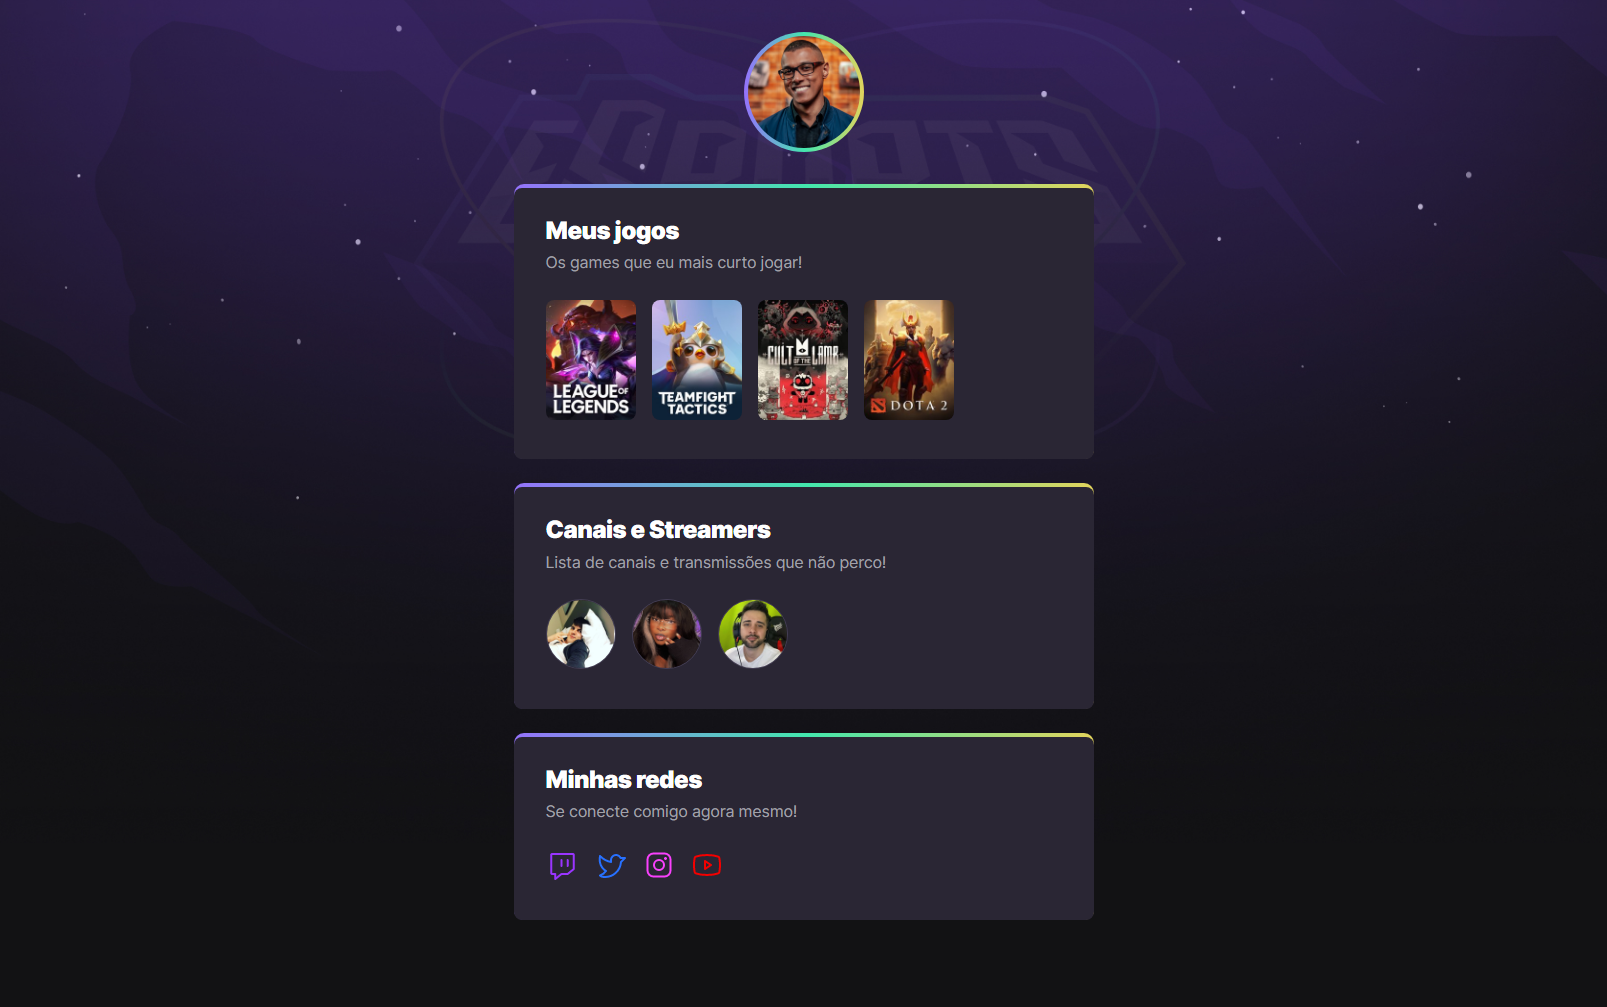 ESPORTS
Meus jogos
Os games que eu mais curto jogar!
LEAGUE OF
LEGENDS
TEAMFIGHT
TACTICS
CULT
OF THE
LAMB
DOTA 2
Canais e Streamers
Lista de canais e transmissões que não perco!
Minhas redes
Se conecte comigo agora mesmo!